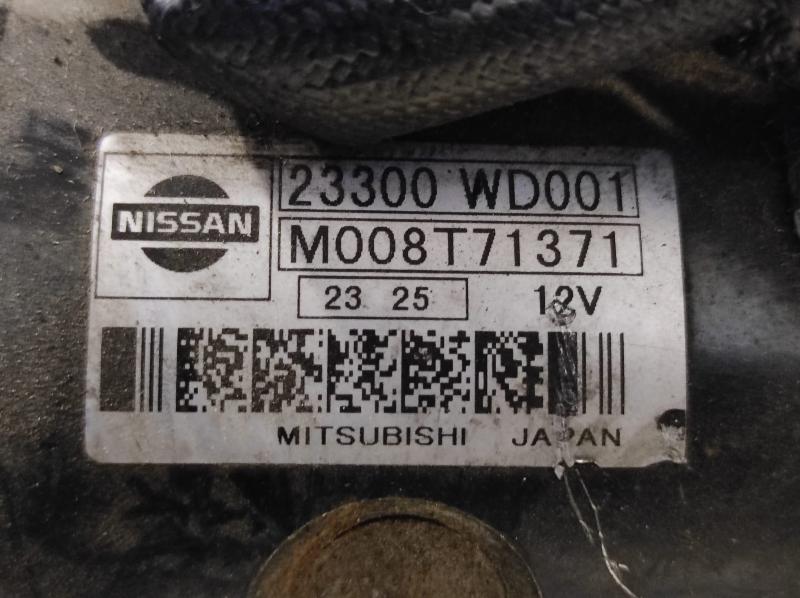 NISSAN
23300 WD001
M008T71371
23 25
12V
MITSUBISHI JAPAN